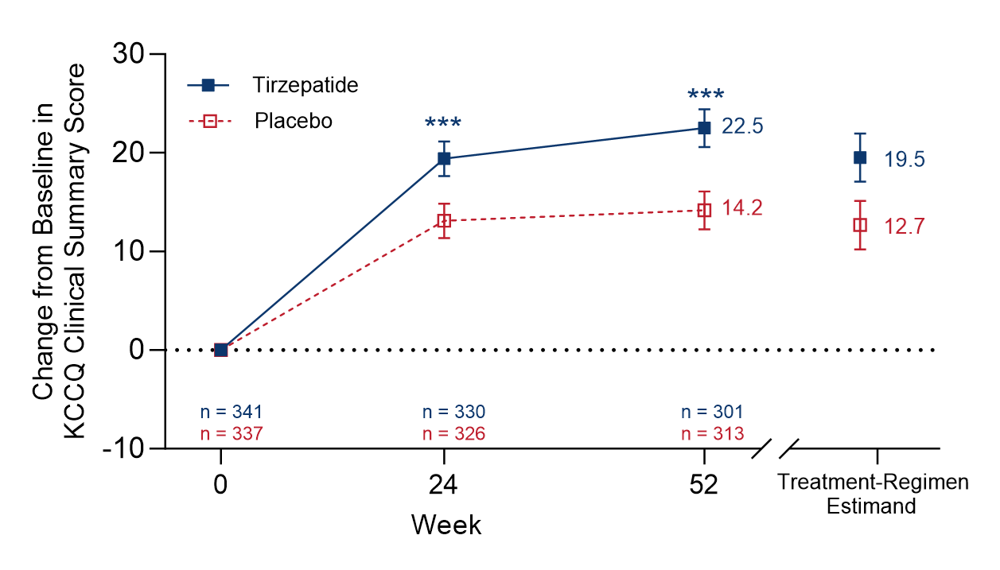 Change from Baseline in
KCCQ Clinical Summary Score
30
20
10
0
-10
Tirzepatide
Placebo
***
***
22.5
14.2
19.5
12.7
n = 341
n = 330
n = 301
n = 337
n = 326
n = 313
0
24
52
Treatment-Regimen
Estimand
Week